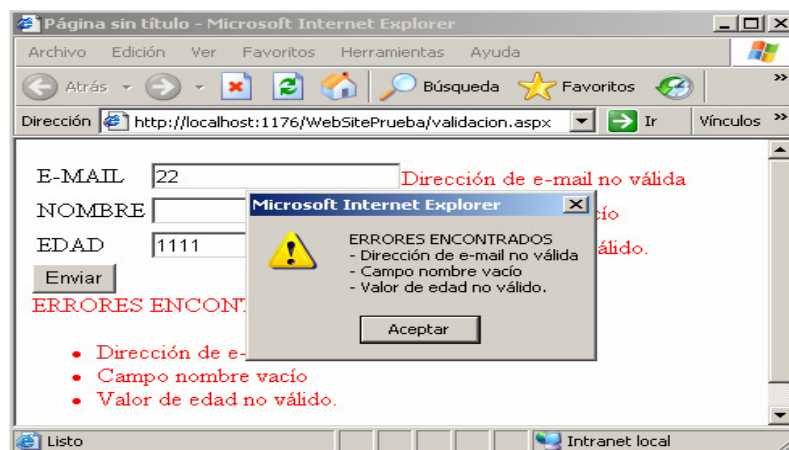 Página sin título - Microsoft Internet Explorer
Archivo Edición Ver Favoritos Herramientas Ayuda
Atrás Búsqueda Favoritos »
Dirección http://localhost:1176/WebSitePrueba/validacion.aspx Ir Vínculos »
E-MAIL 22 Dirección de e-mail no válida
NOMBRE
EDAD 1111
Enviar
ERRORES
• Dirección de
• Campo nombre vacío
• Valor de edad no válido.
Microsoft Internet Explorer
ERRORES ENCONTRADOS
- Dirección de e-mail no válida
- Campo nombre vacío
- Valor de edad no válido.
Aceptar
Listo Intranet local